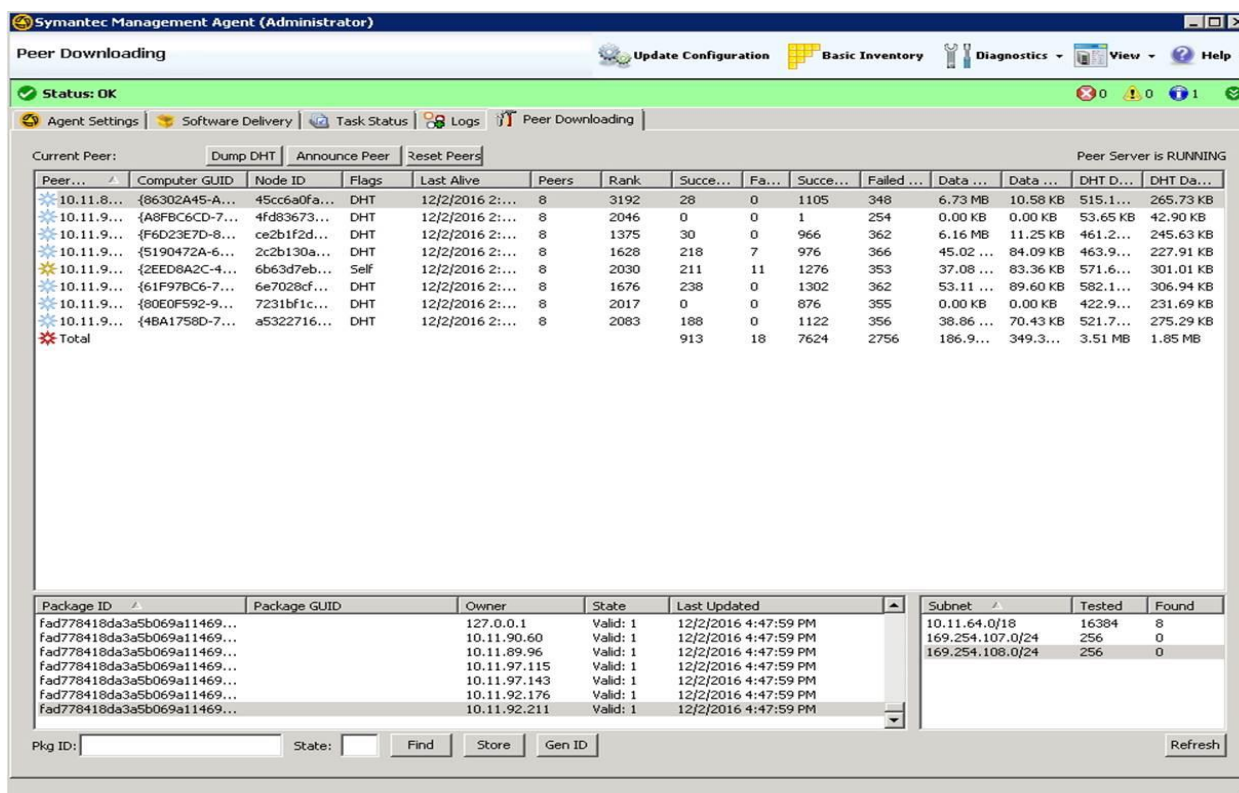 Symantec Management Agent (Administrator)
Peer Downloading Update Configuration Basic Inventory Diagnostics View Help
Status: OK 0 0 1
Agent Settings Software Delivery Task Status Logs Peer Downloading
Current Peer: Dump DHT Announce Peer Reset Peers Peer Server is RUNNING
Peer... Computer GUID Node ID Flags Last Alive Peers Rank Succe... Fa... Succe... Failed ... Data ... Data ... DHT D... DHT Da...
10.11.8... {86302A45-A... 45cc6a0fa... DHT 12/2/2016 2:... 8 3192 28 0 1105 348 6.73 MB 10.58 KB 515.1... 265.73 KB
10.11.9... {A8FBC6CD-7... 4fd83673... DHT 12/2/2016 2:... 8 2046 0 0 1 254 0.00 KB 0.00 KB 53.65 KB 42.90 KB
10.11.9... {F6D23E7D-8... ce2b1f2d... DHT 12/2/2016 2:... 8 1375 30 0 966 362 6.16 MB 11.25 KB 461.2... 245.63 KB
10.11.9... {5190472A-6... 2c2b130a... DHT 12/2/2016 2:... 8 1628 218 7 976 366 45.02 ... 84.09 KB 463.9... 227.91 KB
10.11.9... {2EED8A2C-4... 6b63d7eb... Self 12/2/2016 2:... 8 2030 211 11 1276 353 37.08 ... 83.36 KB 571.6... 301.01 KB
10.11.9... {61F97BC6-7... 6e7028cf... DHT 12/2/2016 2:... 8 1676 238 0 1302 362 53.11 ... 89.60 KB 582.1... 306.94 KB
10.11.9... {80E0F592-9... 7231bf1c... DHT 12/2/2016 2:... 8 2017 0 0 876 355 0.00 KB 0.00 KB 422.9... 231.69 KB
10.11.9... {4BA1758D-7... a5322716... DHT 12/2/2016 2:... 8 2083 188 0 1122 356 38.86 ... 70.43 KB 521.7... 275.29 KB
Total 913 18 7624 2756 186.9... 349.3... 3.51 MB 1.85 MB
Package ID Package GUID Owner State Last Updated Subnet Tested Found
fad778418da3a5b069a11469... 127.0.0.1 Valid: 1 12/2/2016 4:47:59 PM 10.11.64.0/18 16384 8
fad778418da3a5b069a11469... 10.11.90.60 Valid: 1 12/2/2016 4:47:59 PM 169.254.107.0/24 256 0
fad778418da3a5b069a11469... 10.11.89.96 Valid: 1 12/2/2016 4:47:59 PM 169.254.108.0/24 256 0
fad778418da3a5b069a11469... 10.11.97.115 Valid: 1 12/2/2016 4:47:59 PM
fad778418da3a5b069a11469... 10.11.97.143 Valid: 1 12/2/2016 4:47:59 PM
fad778418da3a5b069a11469... 10.11.92.176 Valid: 1 12/2/2016 4:47:59 PM
fad778418da3a5b069a11469... 10.11.92.211 Valid: 1 12/2/2016 4:47:59 PM
Pkg ID: State: Find Store Gen ID Refresh